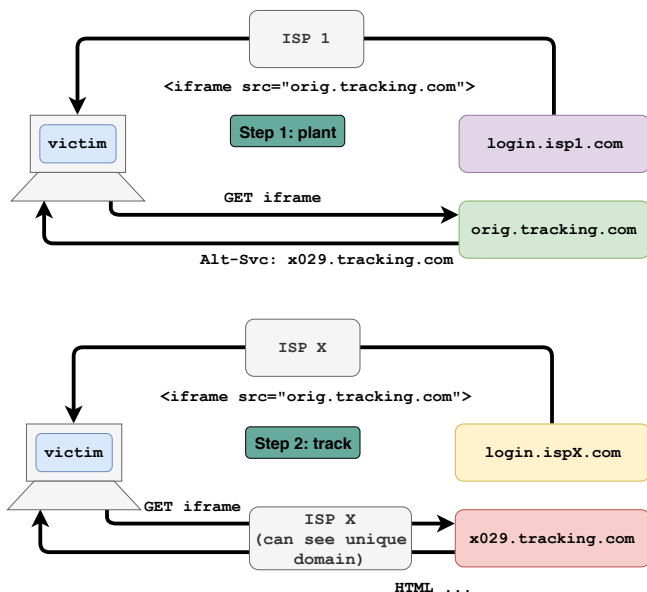 ISP 1
<iframe src="orig.tracking.com">
Step 1: plant
victim
login.isp1.com
GET iframe
orig.tracking.com
Alt-Svc: x029.tracking.com
ISP X
<iframe src="orig.tracking.com">
Step 2: track
victim
login.ispX.com
GET iframe
ISP X
(can see unique
domain)
x029.tracking.com
HTML ...